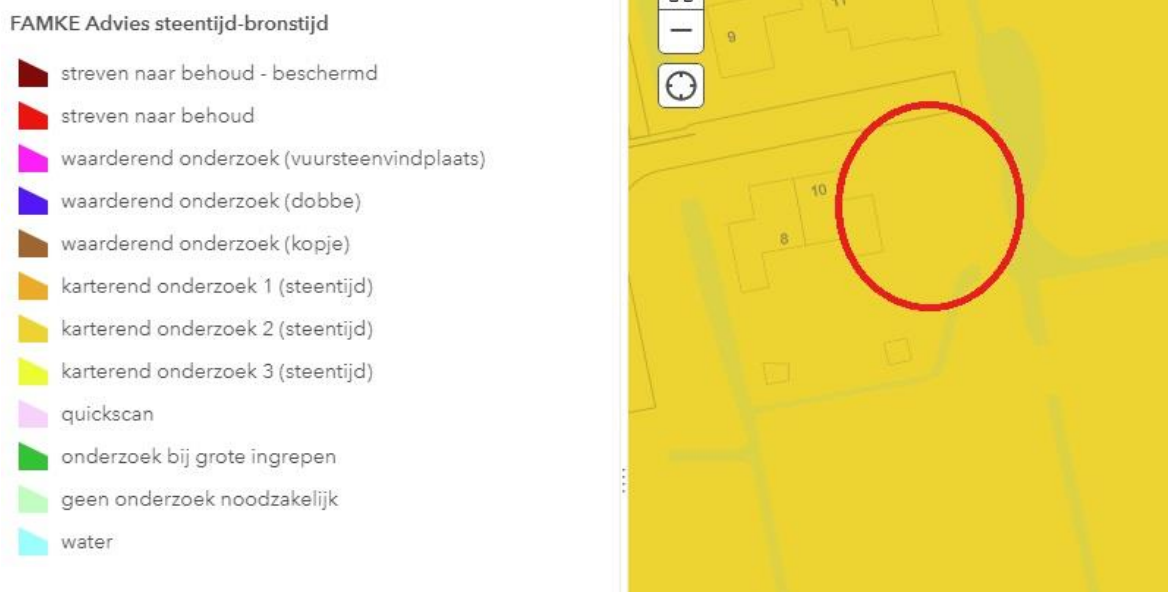 FAMKE Advies steentijd-bronstijd
streven naar behoud - beschermd
streven naar behoud
waarderend onderzoek (vuursteenvindplaats)
waarderend onderzoek (dobbe)
waarderend onderzoek (kopje)
karterend onderzoek 1 (steentijd)
karterend onderzoek 2 (steentijd)
karterend onderzoek 3 (steentijd)
quickscan
onderzoek bij grote ingrepen
geen onderzoek noodzakelijk
water
11
9
10
8